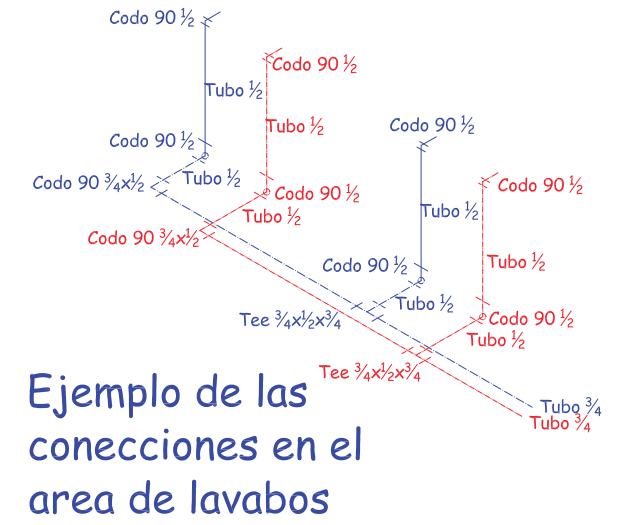 Codo 90 ½
Codo 90 ½
Tubo ½
Tubo ½
Codo 90 ½
Codo 90 ½
Tubo ½
Codo 90 ¾x½
Codo 90 ½
Codo 90 ½
Tubo ½
Tubo ½
Codo 90 ¾x½
Tubo ½
Codo 90 ½
Tubo ½
Tee ¾x½x¾
Codo 90 ½
Tubo ½
Tee ¾x½x¾
Tubo ¾
Tubo ¾
Ejemplo de las
conecciones en el
area de lavabos